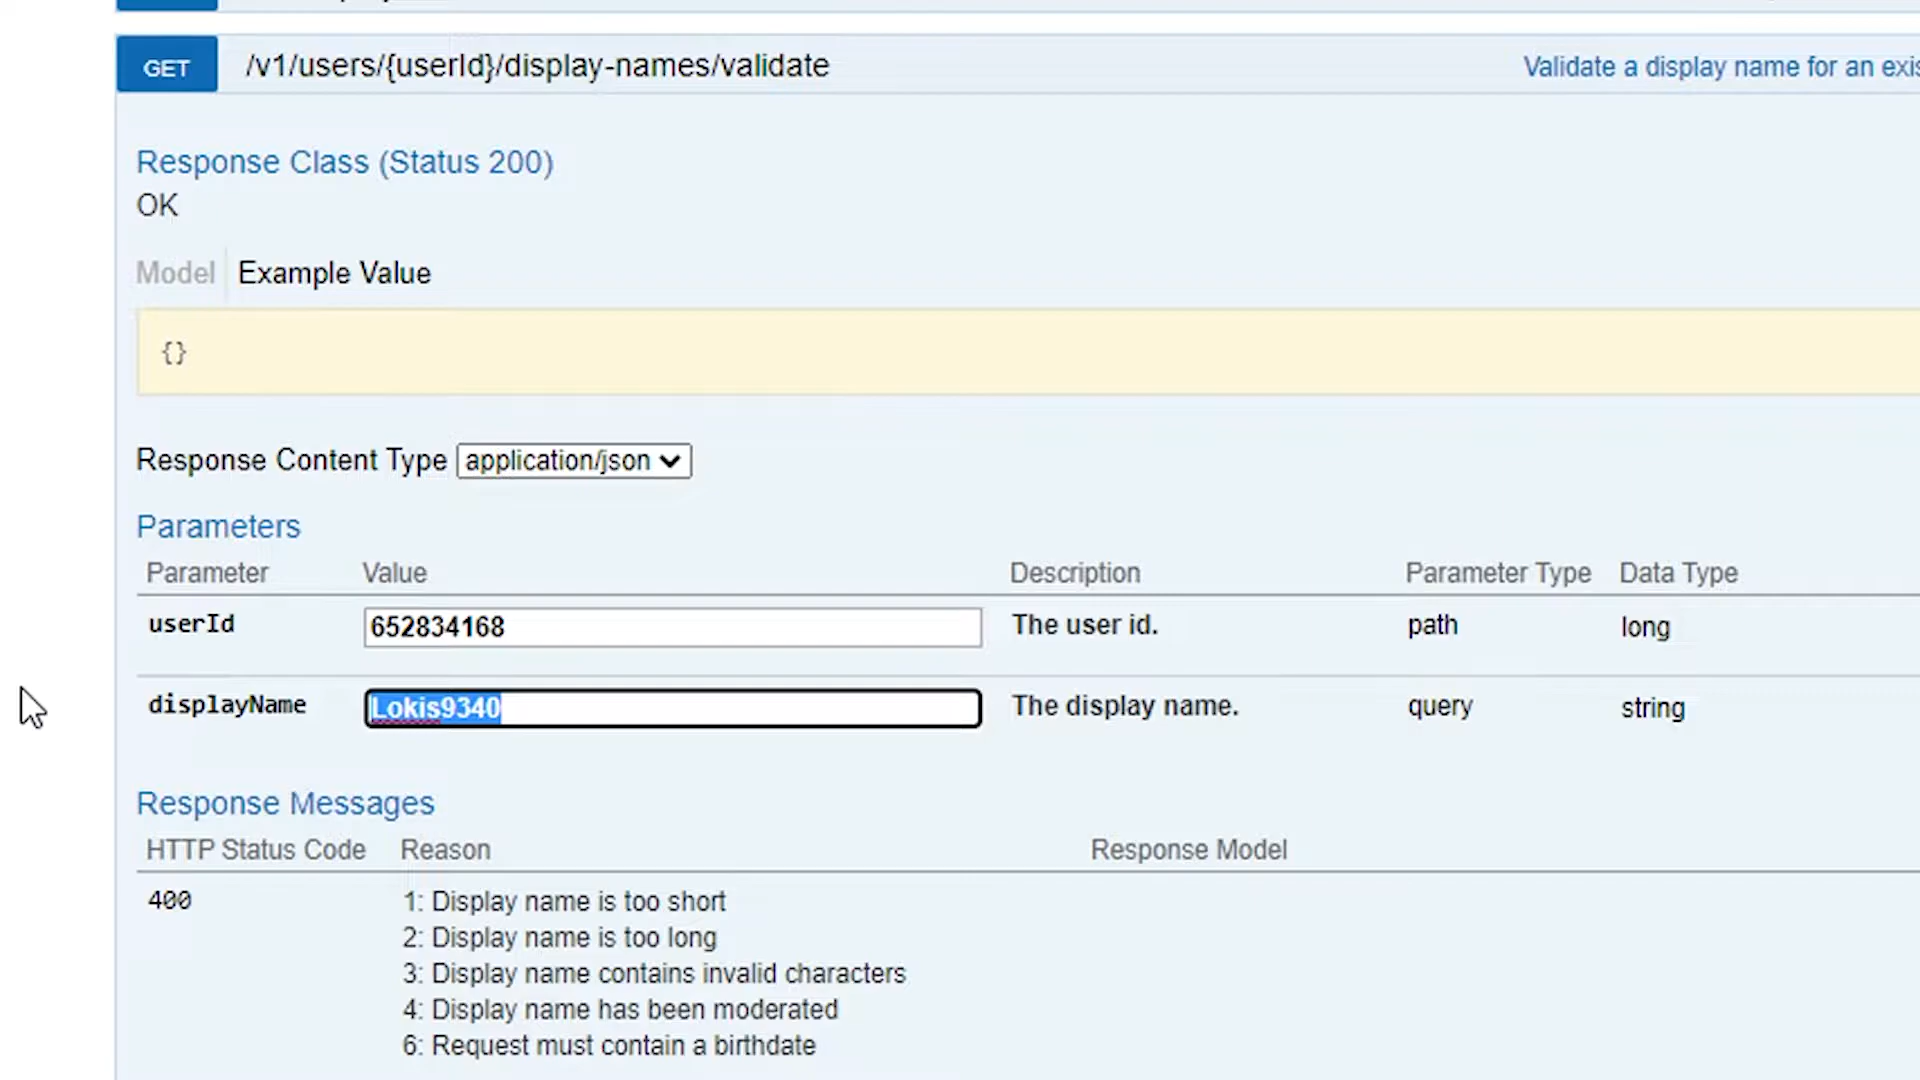 GET /v1/users/{userId}/display-names/validate Validate a display name for an exis
Response Class (Status 200)
OK
Model Example Value
{}
Response Content Type application/json
Parameters
Parameter Value Description Parameter Type Data Type
userId 652834168 The user id. path long
displayName Lokis9340 The display name. query string
Response Messages
HTTP Status Code Reason Response Model
400 1: Display name is too short
2: Display name is too long
3: Display name contains invalid characters
4: Display name has been moderated
6: Request must contain a birthdate